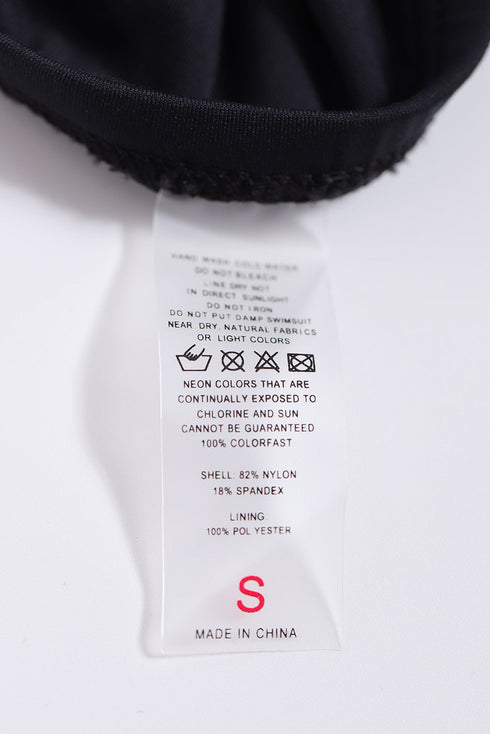 HAND WASH COLD WATER
DO NOT BLEACH
LINE DRY NOT
IN DIRECT SUNLIGHT
DO NOT IRON
DO NOT PUT DAMP SWIMSUIT
NEAR DRY, NATURAL FABRICS
OR LIGHT COLORS
NEON COLORS THAT ARE
CONTINUALLY EXPOSED TO
CHLORINE AND SUN
CANNOT BE GUARANTEED
100% COLORFAST
SHELL: 82% NYLON
18% SPANDEX
LINING:
100% POLYESTER
S
MADE IN CHINA